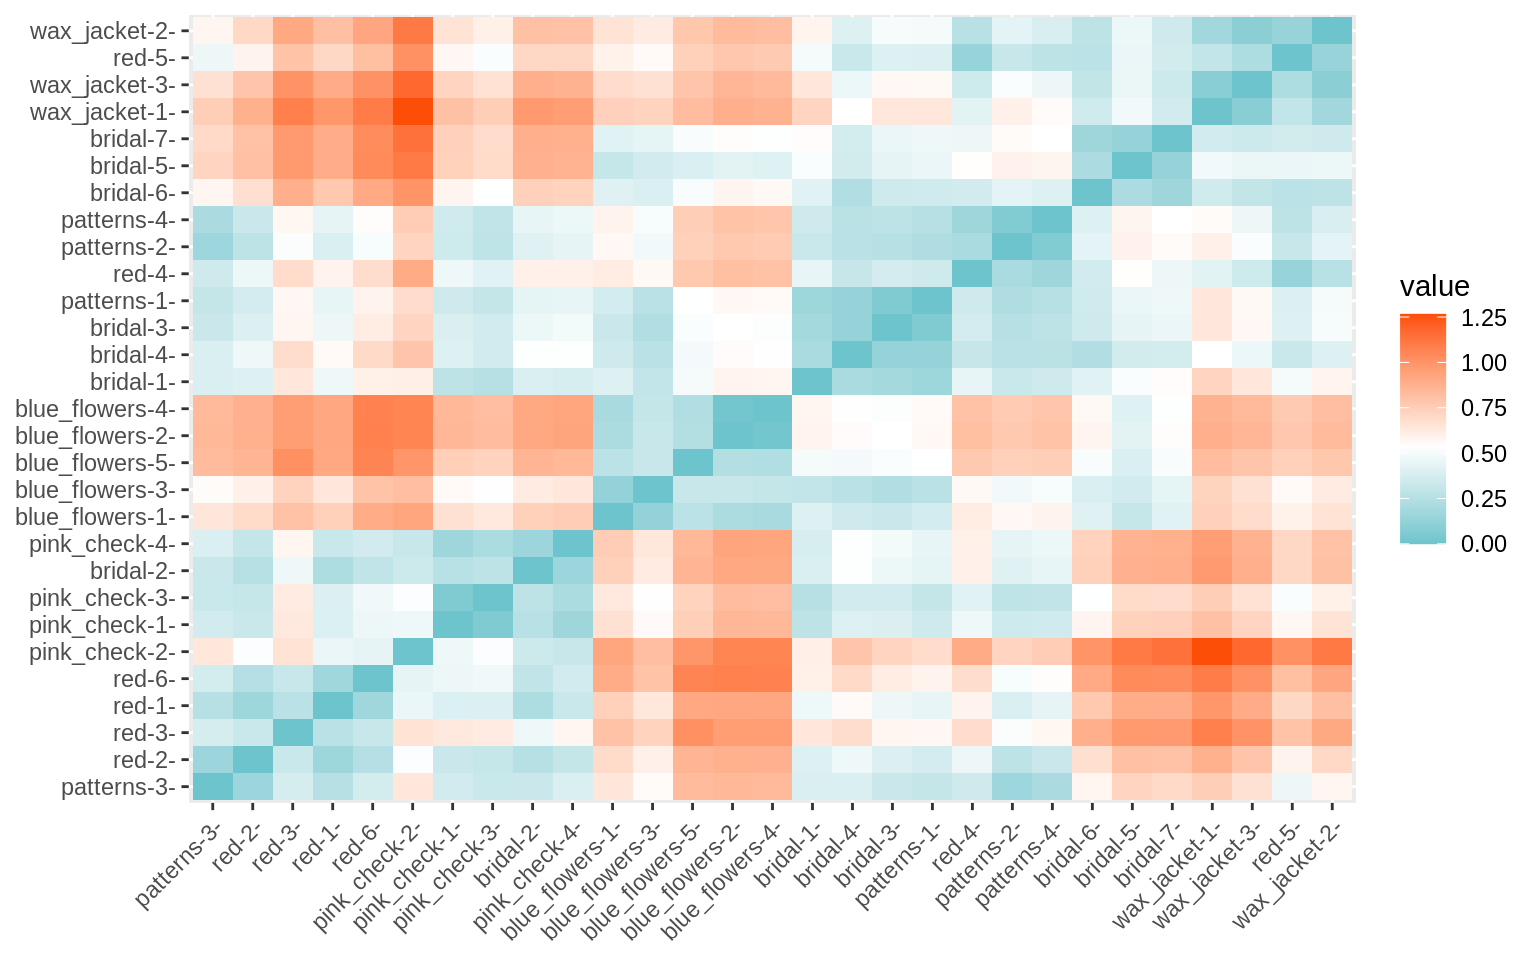 wax_jacket-2-
red-5-
wax_jacket-3-
wax_jacket-1-
bridal-7-
bridal-5-
bridal-6-
patterns-4-
patterns-2-
red-4-
patterns-1-
bridal-3-
bridal-4-
bridal-1-
blue_flowers-4-
blue_flowers-2-
blue_flowers-5-
blue_flowers-3-
blue_flowers-1-
pink_check-4-
bridal-2-
pink_check-3-
pink_check-1-
pink_check-2-
red-6-
red-1-
red-3-
red-2-
patterns-3-
patterns-3-
red-2-
red-3-
red-1-
red-6-
pink_check-2-
pink_check-1-
pink_check-3-
bridal-2-
pink_check-4-
blue_flowers-1-
blue_flowers-3-
blue_flowers-5-
blue_flowers-2-
blue_flowers-4-
bridal-1-
bridal-4-
bridal-3-
patterns-1-
red-4-
patterns-2-
patterns-4-
bridal-6-
bridal-5-
bridal-7-
wax_jacket-1-
wax_jacket-3-
red-5-
wax_jacket-2-
value
1.25
1.00
0.75
0.50
0.25
0.00